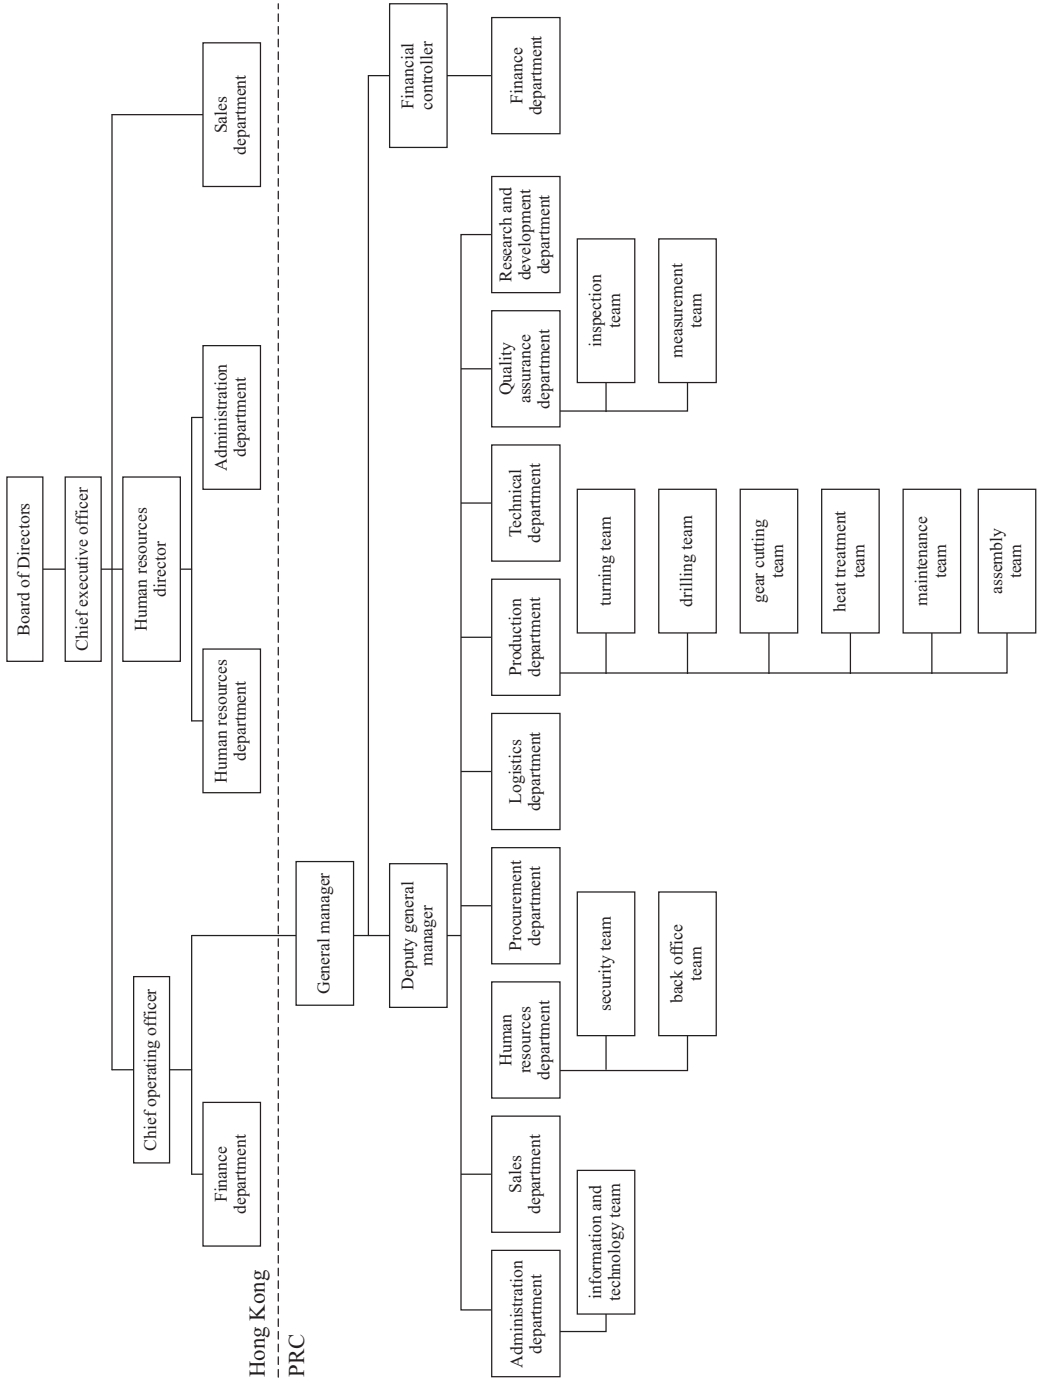 Board of Directors
Chief executive officer
Chief operating officer
Human resources
director
Finance
department
Human resources
department
Administration
department
Sales
department
Hong Kong
PRC
General manager
Deputy general
manager
Financial
controller
Administration
department
Sales
department
Human
resources
department
Procurement
department
Logistics
department
Production
department
Technical
department
Quality
assurance
department
Research and
development
department
Finance
department
information and
technology team
security team
back office
team
turning team
drilling team
gear cutting
team
heat treatment
team
maintenance
team
assembly
team
inspection
team
measurement
team